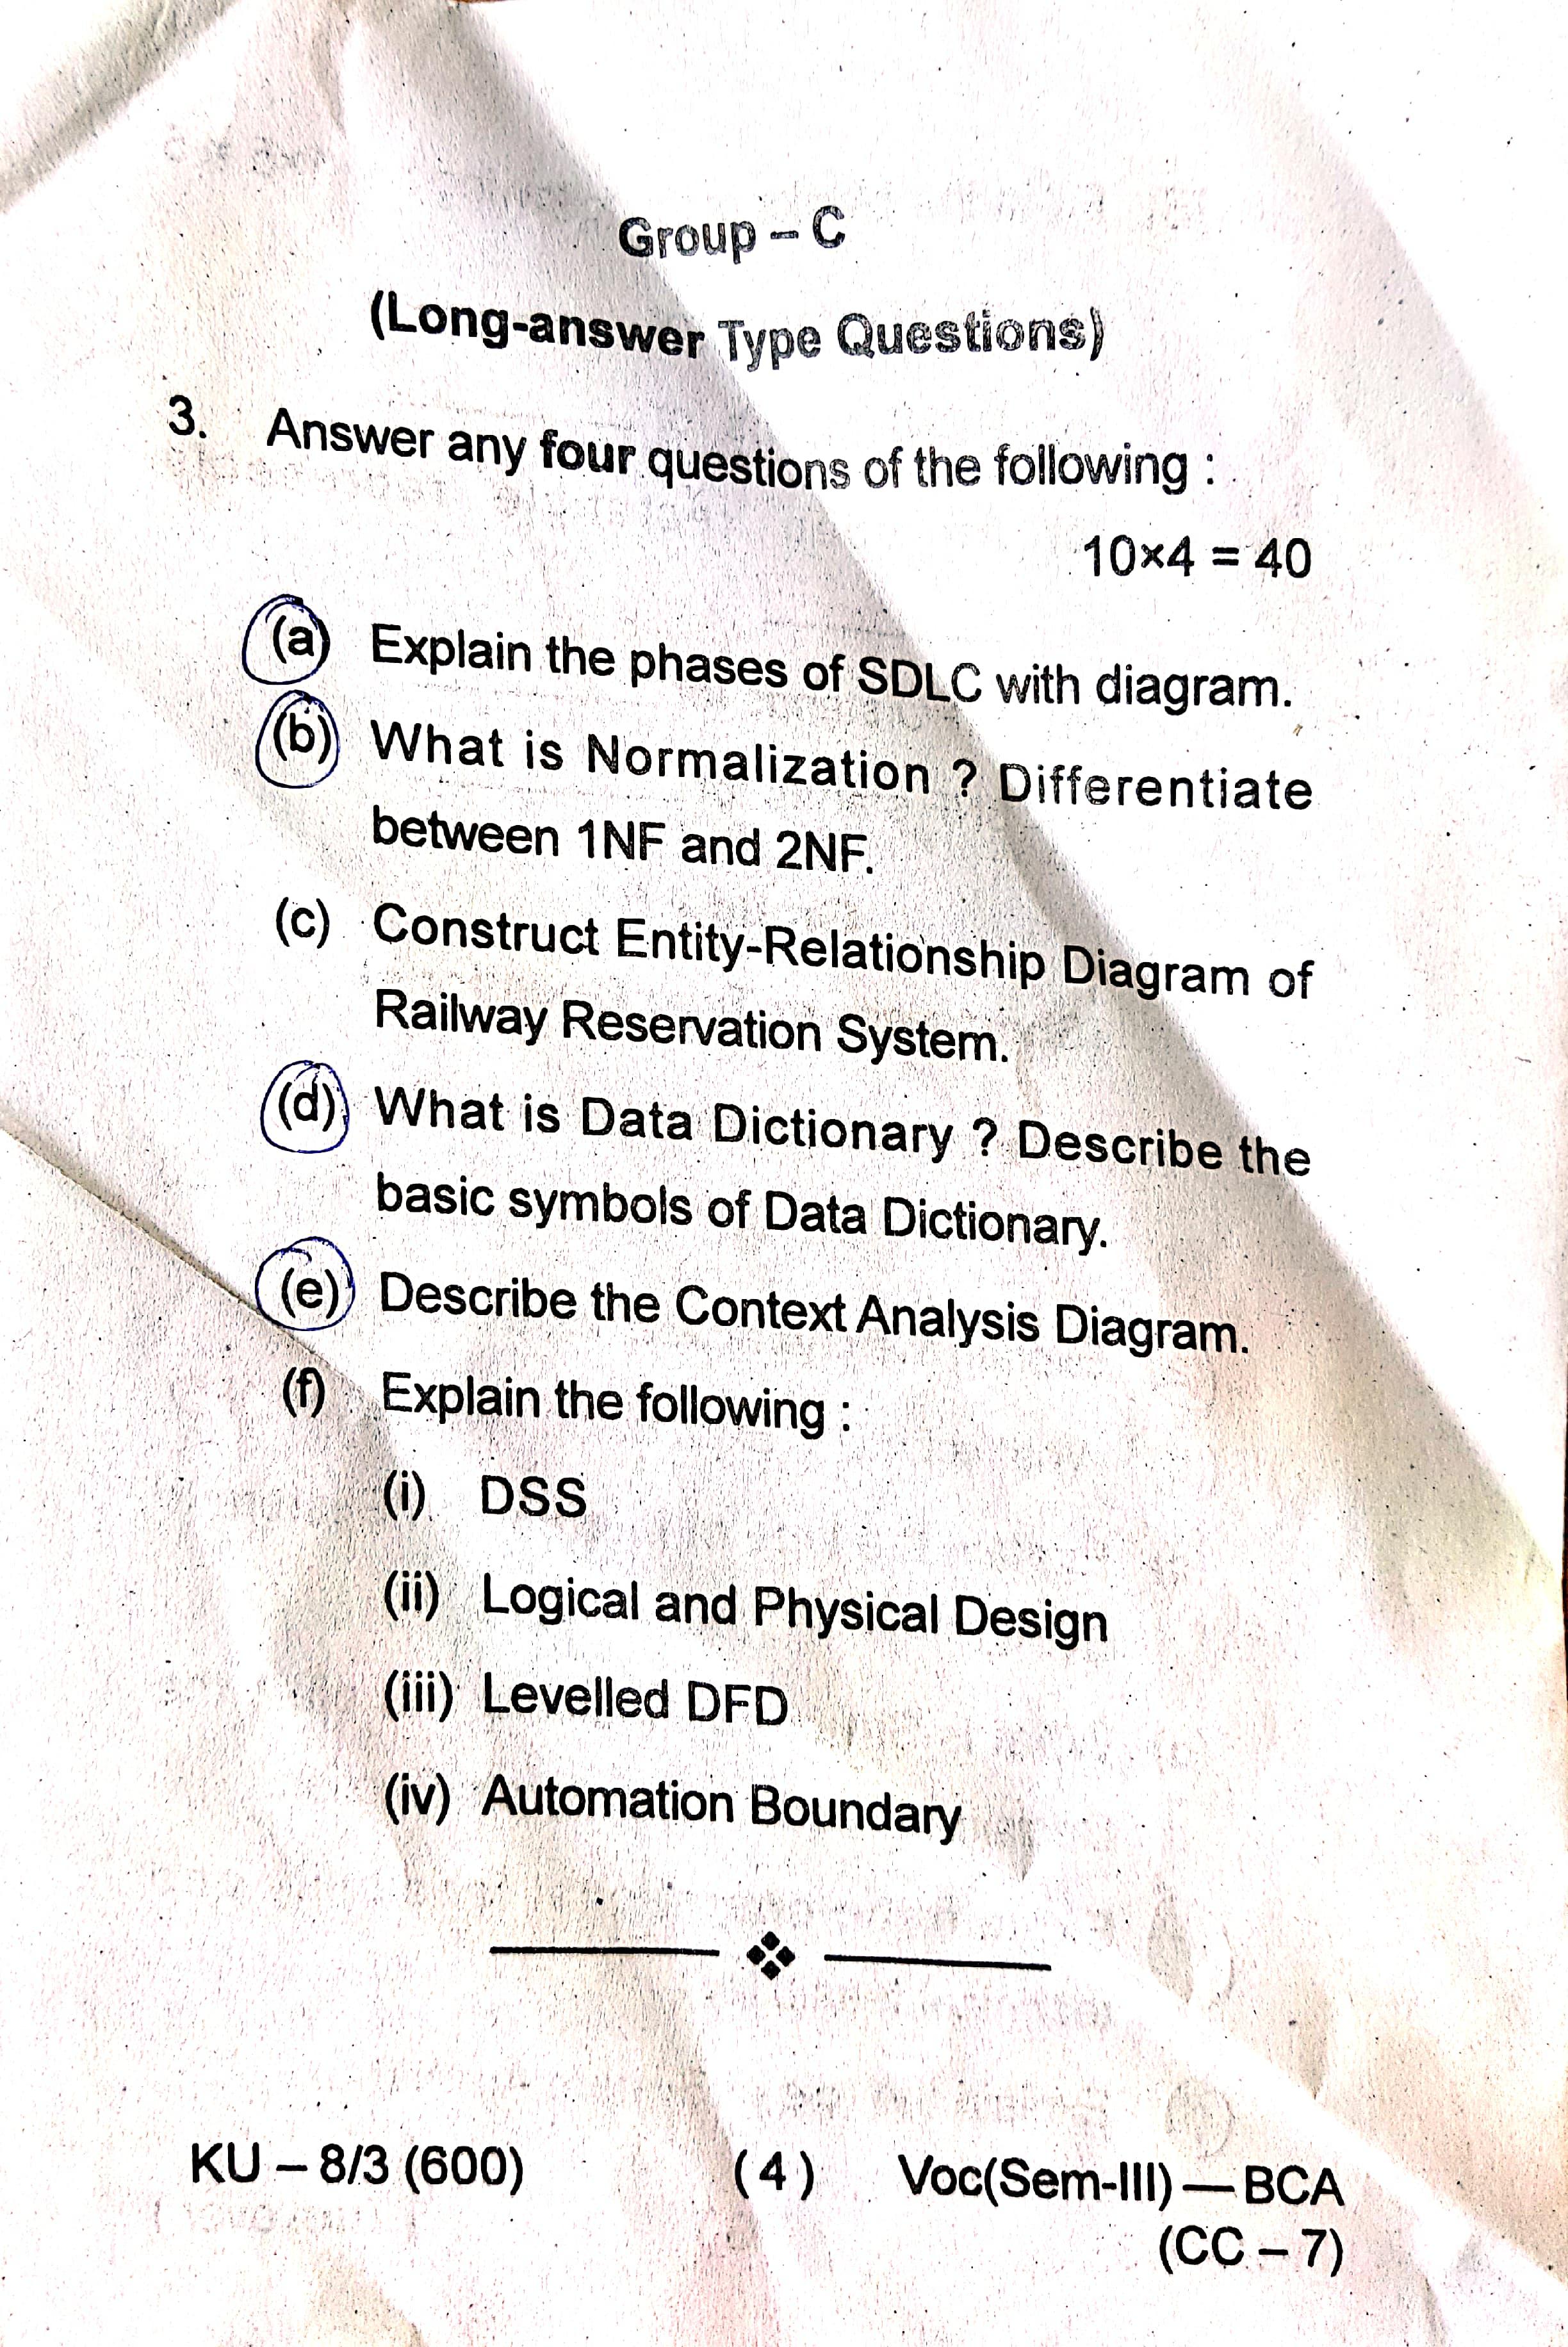 Group – C
(Long-answer Type Questions)
3. Answer any four questions of the following :
10×4 = 40
(a) Explain the phases of SDLC with diagram.
(b) What is Normalization ? Differentiate
between 1NF and 2NF.
(c) Construct Entity-Relationship Diagram of
Railway Reservation System.
(d) What is Data Dictionary ? Describe the
basic symbols of Data Dictionary.
(e) Describe the Context Analysis Diagram.
(f) Explain the following :
(i) DSS
(ii) Logical and Physical Design
(iii) Levelled DFD
(iv) Automation Boundary
KU – 8/3 (600) (4) Voc(Sem-III) — BCA
(CC – 7)